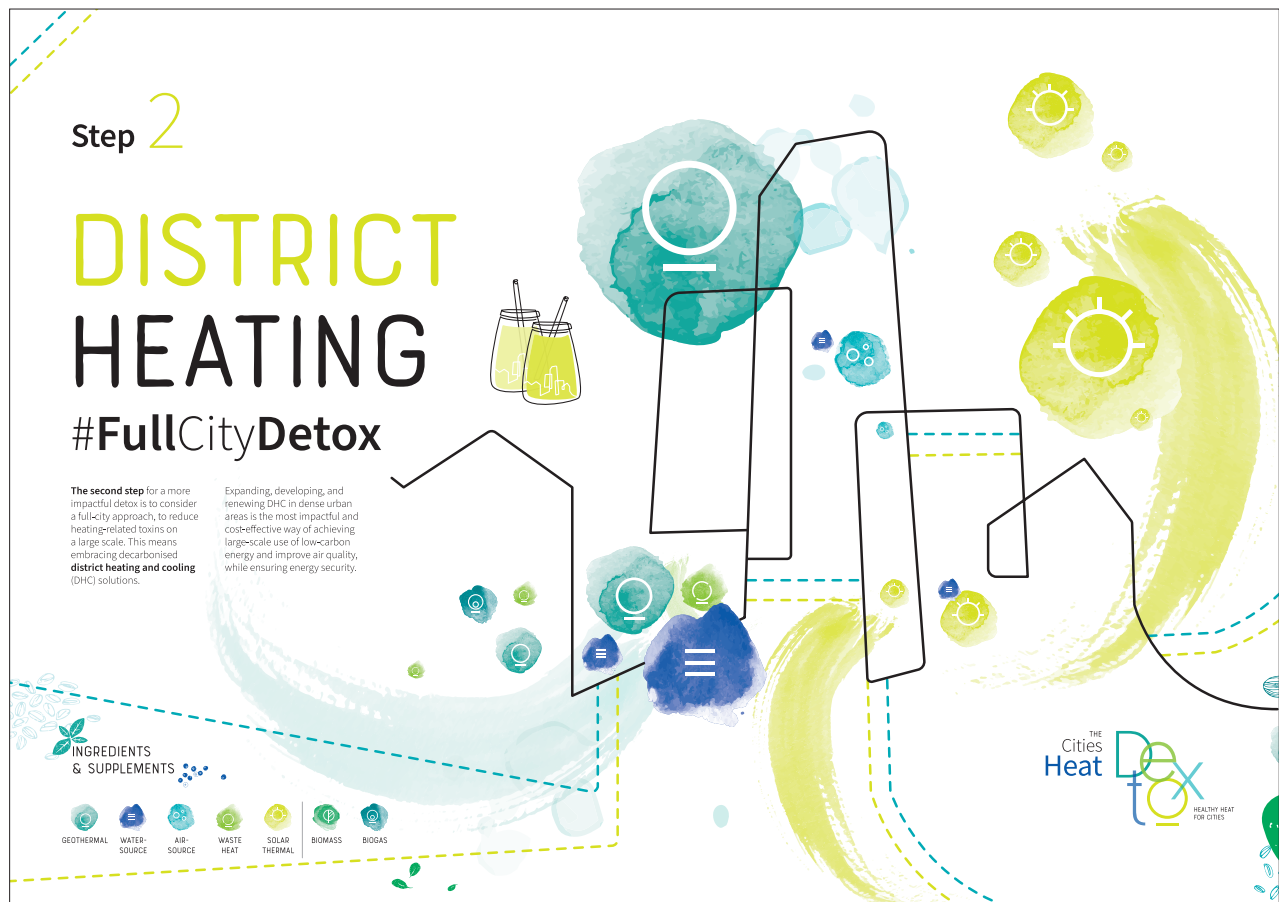 Step 2
DISTRICT
HEATING
#FullCityDetox
The second step for a more
impactful detox is to consider
a full-city approach, to reduce
heating-related toxins on
a large scale. This means
embracing decarbonised
district heating and cooling
(DHC) solutions.
Expanding, developing, and
renewing DHC in dense urban
areas is the most impactful and
cost-effective way of achieving
large-scale use of low-carbon
energy and improve air quality,
while ensuring energy security.
INGREDIENTS
& SUPPLEMENTS
GEOTHERMAL
WATER-
SOURCE
AIR-
SOURCE
WASTE
HEAT
SOLAR
THERMAL
BIOMASS
BIOGAS
THE
Cities
Heat
Detox
HEALTHY HEAT
FOR CITIES